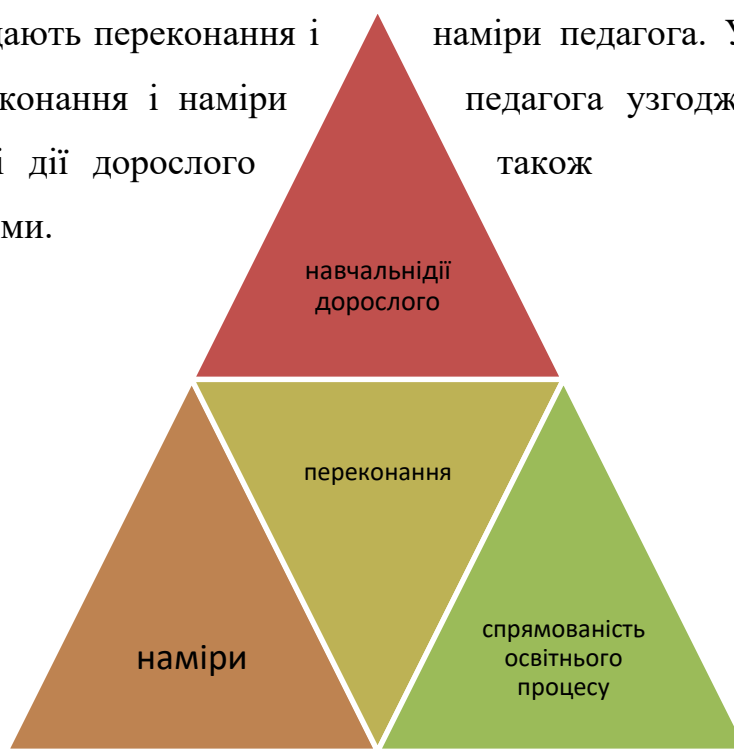 дають переконання і наміри педагога. У
конання і наміри педагога узгодж
і дії дорослого також
ми.
навчальнідії
дорослого
переконання
наміри
спрямованість
освітнього
процесу